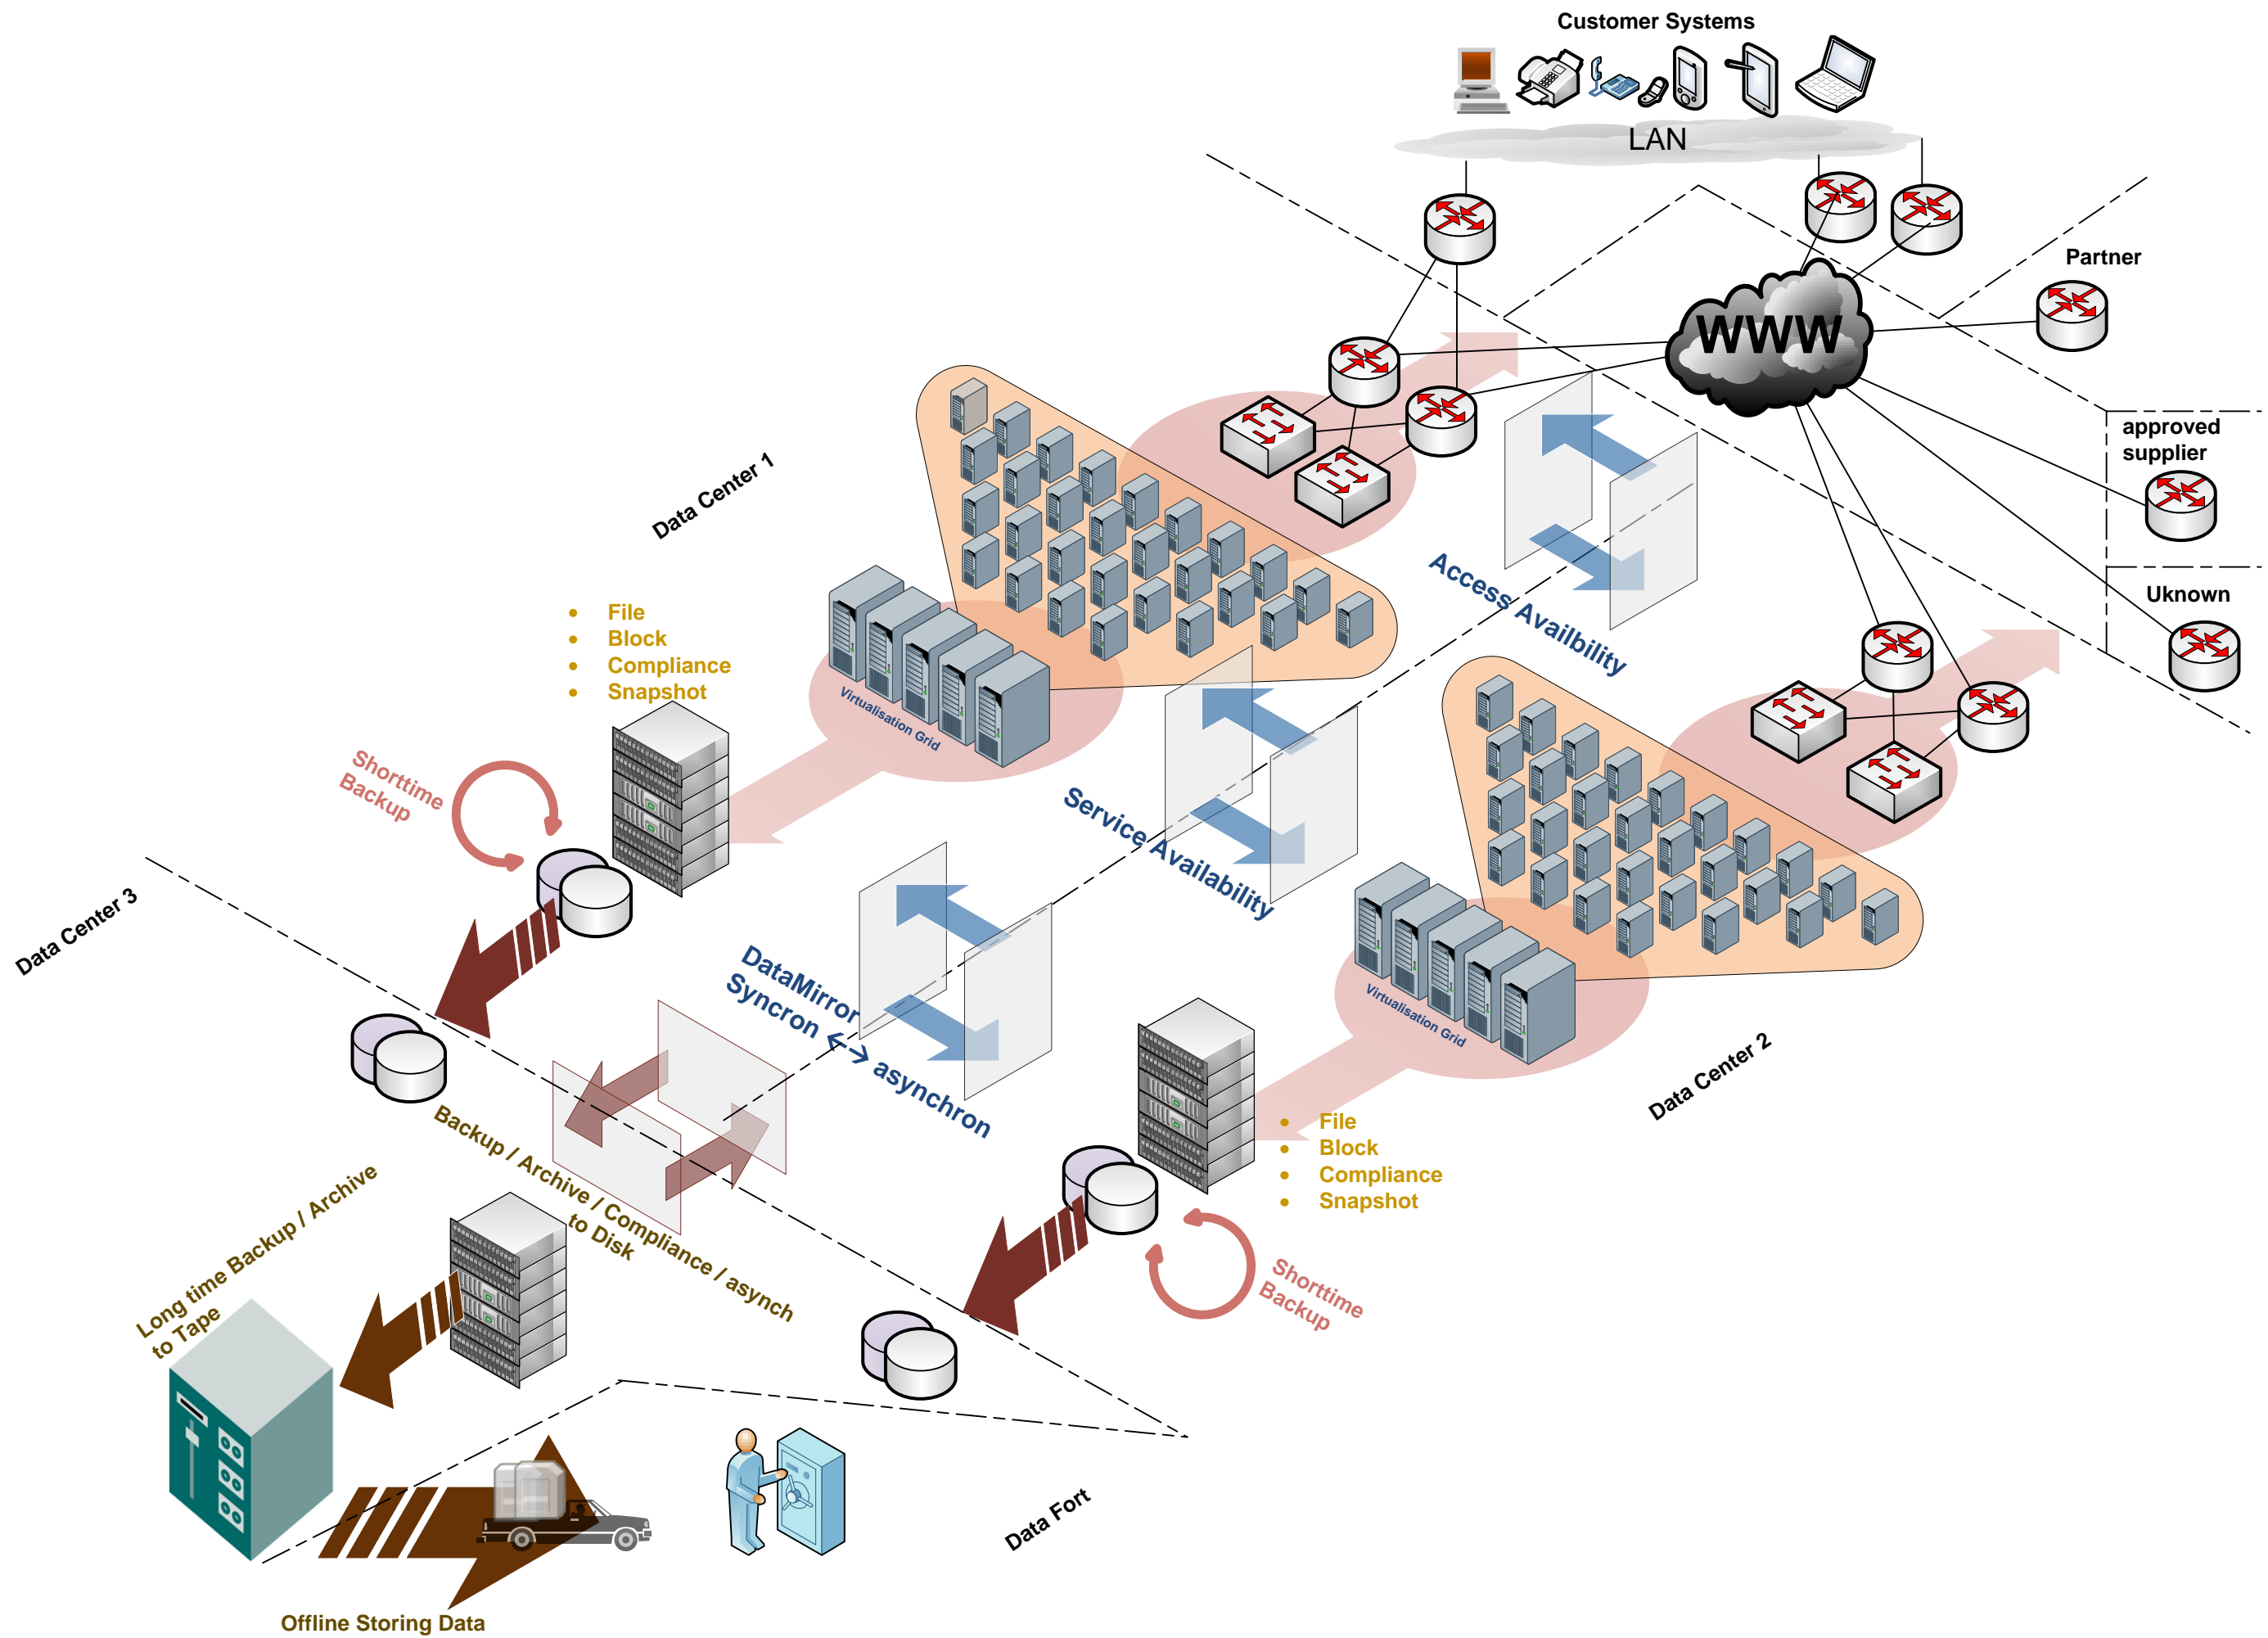 Customer Systems
LAN
Partner
WWW
approved
supplier
Uknown
Data Center 1
Access Availbility
File
Block
Compliance
Snapshot
Virtualisation Grid
Shorttime
Backup
Service Availability
Data Center 3
DataMirror
Syncron ←→ asynchron
Virtualisation Grid
Data Center 2
File
Block
Compliance
Snapshot
Shorttime
Backup
Backup / Archive / Compliance / asynch
to Disk
Long time Backup / Archive
to Tape
Data Fort
Offline Storing Data